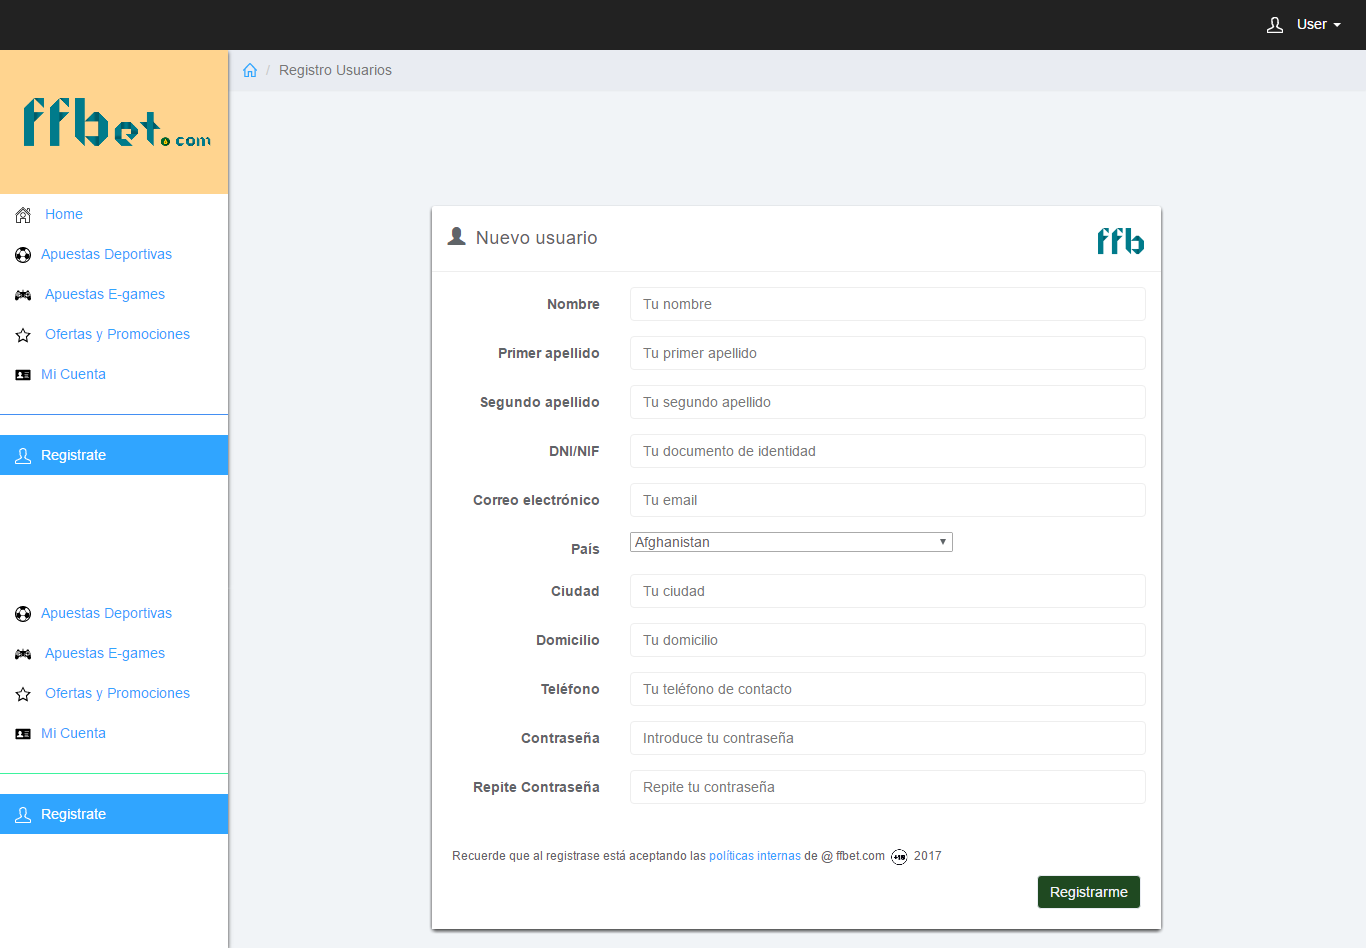 User
ffbet.com
Registro Usuarios
Home
Apuestas Deportivas
Apuestas E-games
Ofertas y Promociones
Mi Cuenta
Registrate
Apuestas Deportivas
Apuestas E-games
Ofertas y Promociones
Mi Cuenta
Registrate
Nuevo usuario
ffb
Nombre Tu nombre
Primer apellido Tu primer apellido
Segundo apellido Tu segundo apellido
DNI/NIF Tu documento de identidad
Correo electrónico Tu email
País Afghanistan
Ciudad Tu ciudad
Domicilio Tu domicilio
Teléfono Tu teléfono de contacto
Contraseña Introduce tu contraseña
Repite Contraseña Repite tu contraseña
Recuerde que al registrase está aceptando las políticas internas de @ ffbet.com +18 2017
Registrarme